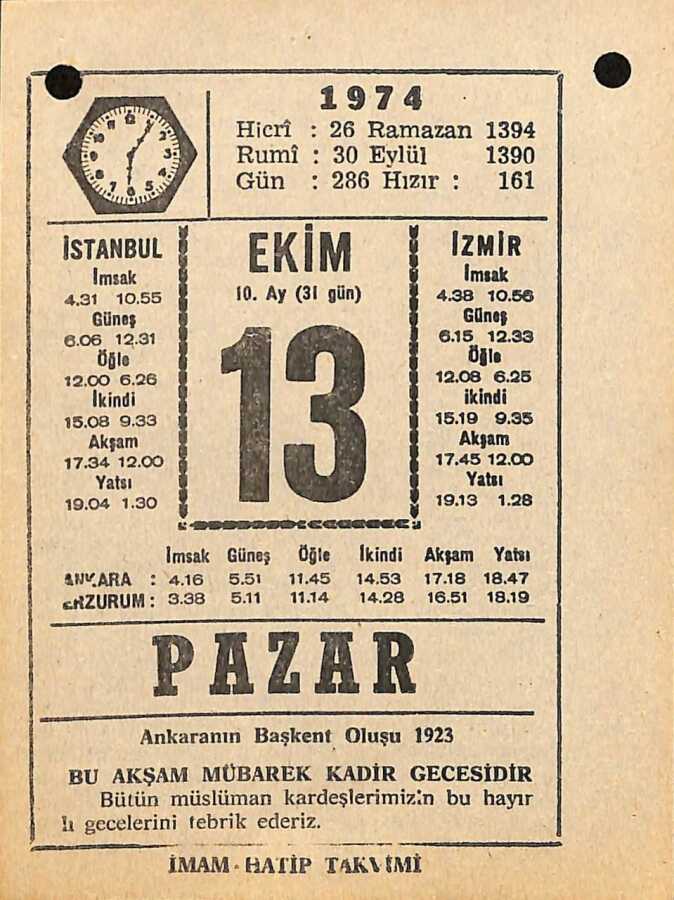 1974
Hicrî : 26 Ramazan 1394
Rumî : 30 Eylül 1390
Gün : 286 Hızır : 161
İSTANBUL
İmsak
4.31 10.55
Güneş
6.06 12.31
Öğle
12.00 6.26
İkindi
15.08 9.33
Akşam
17.34 12.00
Yatsı
19.04 1.30
EKİM
10. Ay (31 gün)
13
İZMİR
İmsak
4.38 10.56
Güneş
6.15 12.33
Öğle
12.08 6.25
ikindi
15.19 9.35
Akşam
17.45 12.00
Yatsı
19.13 1.28
İmsak Güneş Öğle İkindi Akşam Yatsı
ANKARA : 4.16 5.51 11.45 14.53 17.18 18.47
ERZURUM : 3.38 5.11 11.14 14.28 16.51 18.19
PAZAR
Ankaranın Başkent Oluşu 1923
BU AKŞAM MÜBAREK KADİR GECESİDİR
Bütün müslüman kardeşlerimizin bu hayır
lı gecelerini tebrik ederiz.
İMAM - HATİP TAKVİMİ